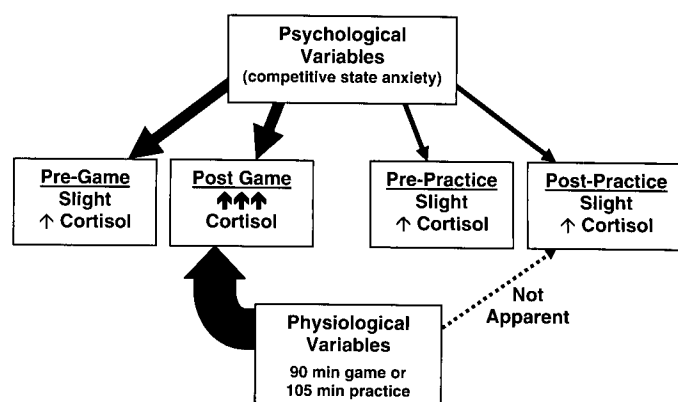 Psychological
Variables
(competitive state anxiety)
Pre-Game
Slight
↑ Cortisol
Post Game
↑↑↑
Cortisol
Pre-Practice
Slight
↑ Cortisol
Post-Practice
Slight
↑ Cortisol
Not
Apparent
Physiological
Variables
90 min game or
105 min practice